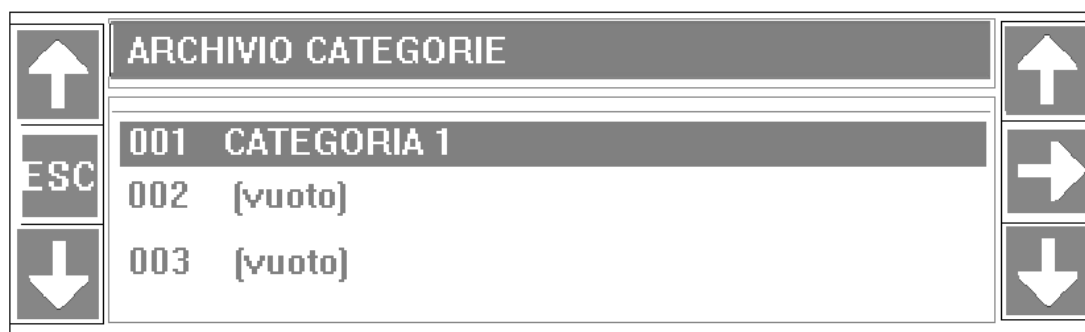 ARCHIVIO CATEGORIE
001 CATEGORIA 1
ESC
002 (vuoto)
003 (vuoto)